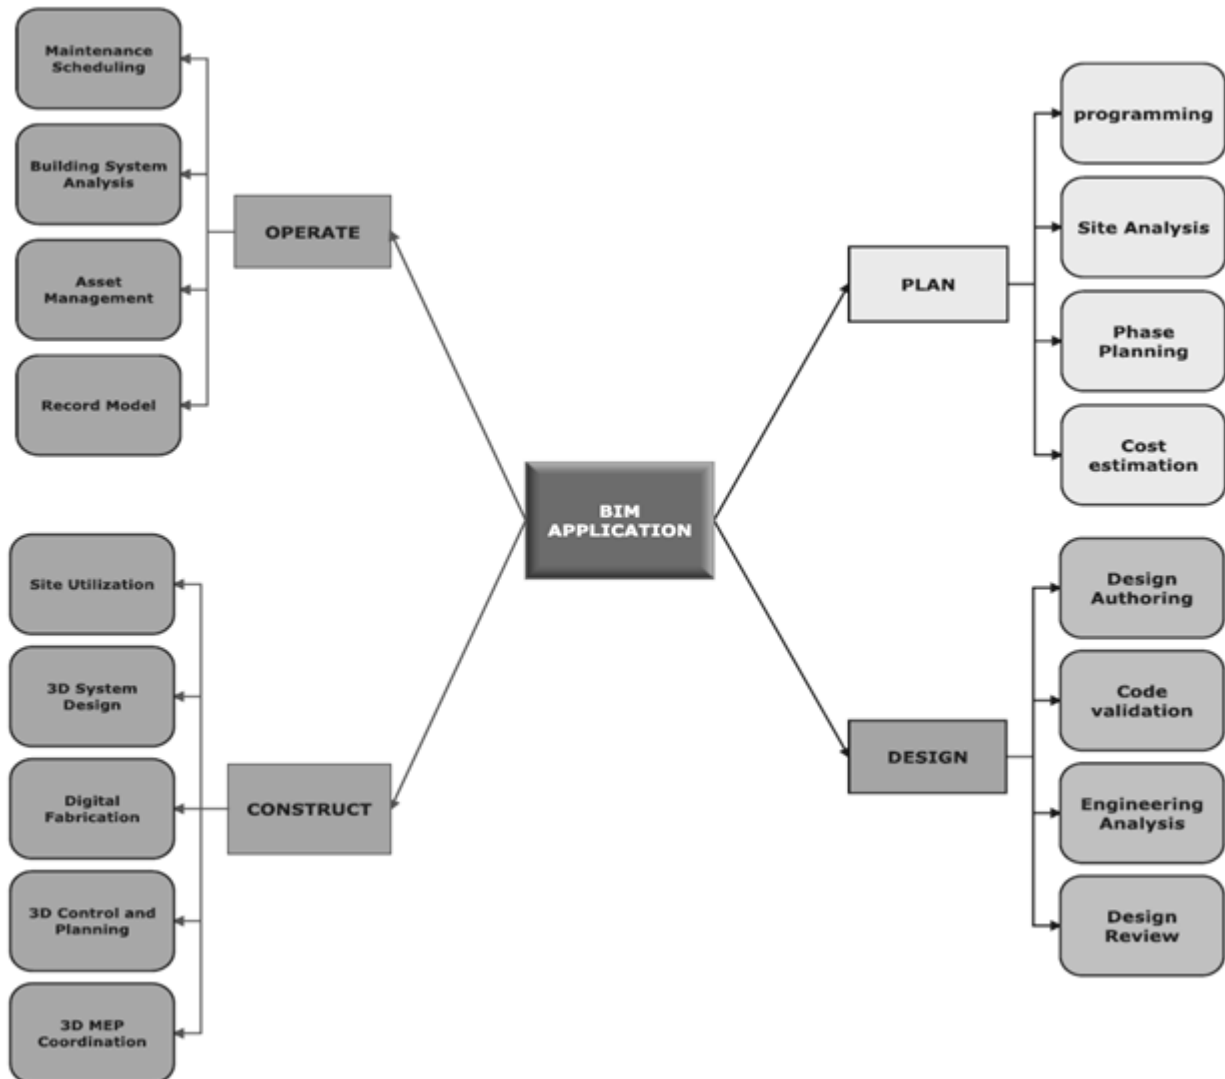 Maintenance
Scheduling
Building System
Analysis
Asset
Management
Record Model
OPERATE
PLAN
programming
Site Analysis
Phase
Planning
Cost
estimation
BIM
APPLICATION
Site Utilization
3D System
Design
Digital
Fabrication
3D Control and
Planning
3D MEP
Coordination
CONSTRUCT
DESIGN
Design
Authoring
Code
validation
Engineering
Analysis
Design
Review